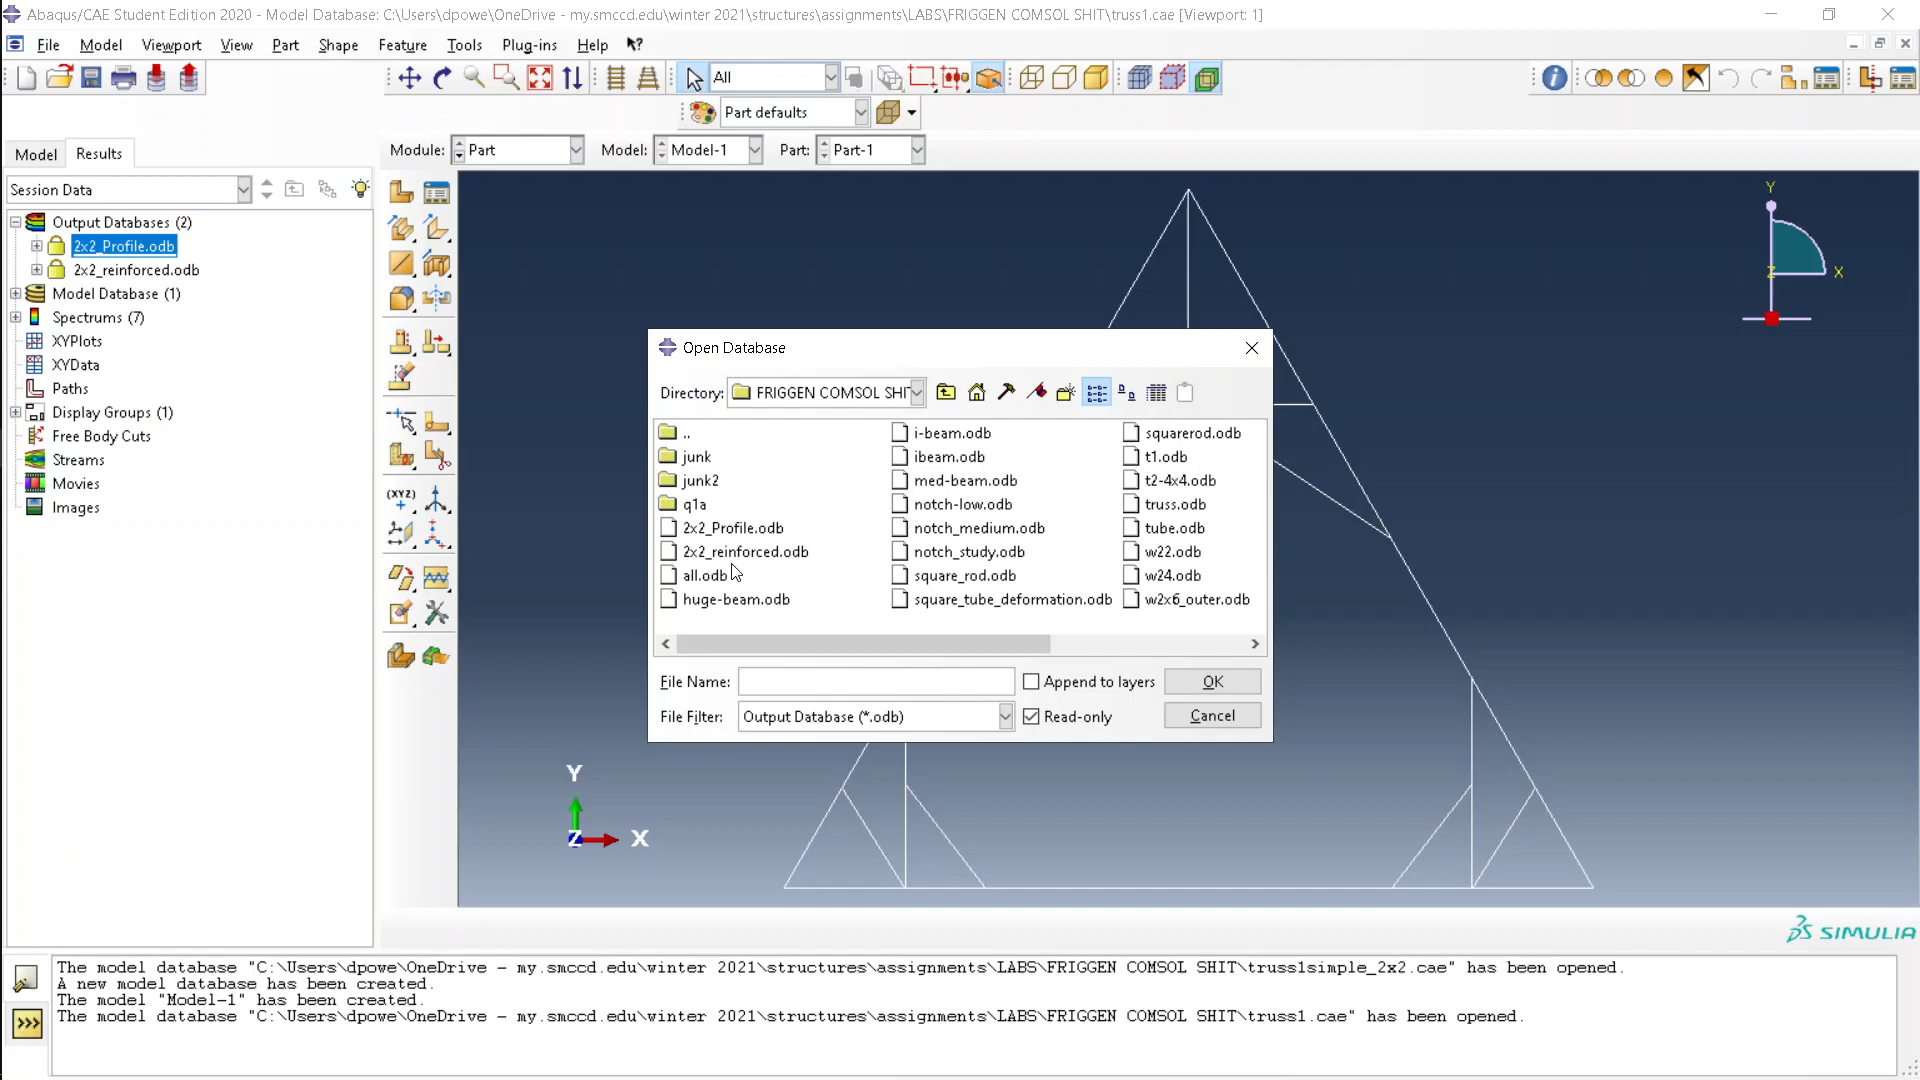 Abaqus/CAE Student Edition 2020 - Model Database: C:\Users\dpowe\OneDrive - my.smccd.edu\winter 2021\structures\assignments\LABS\FRIGGEN COMSOL SHIT\truss1.cae [Viewport: 1]
File Model Viewport View Part Shape Feature Tools Plug-ins Help
All
Part defaults
Model Results
Module: Part Model: Model-1 Part: Part-1
Session Data
Output Databases (2)
2x2_Profile.odb
2x2_reinforced.odb
Model Database (1)
Spectrums (7)
XYPlots
XYData
Paths
Display Groups (1)
Free Body Cuts
Streams
Movies
Images
(XYZ)
Y
Z X
Open Database
Directory: FRIGGEN COMSOL SHIT
..
junk
junk2
q1a
2x2_Profile.odb
2x2_reinforced.odb
all.odb
huge-beam.odb
i-beam.odb
ibeam.odb
med-beam.odb
notch-low.odb
notch_medium.odb
notch_study.odb
square_rod.odb
square_tube_deformation.odb
squarerod.odb
t1.odb
t2-4x4.odb
truss.odb
tube.odb
w22.odb
w24.odb
w2x6_outer.odb
File Name: Append to layers OK
File Filter: Output Database (*.odb) Read-only Cancel
Y
Z X
SIMULIA
The model database "C:\Users\dpowe\OneDrive - my.smccd.edu\winter 2021\structures\assignments\LABS\FRIGGEN COMSOL SHIT\truss1simple_2x2.cae" has been opened.
A new model database has been created.
The model "Model-1" has been created.
The model database "C:\Users\dpowe\OneDrive - my.smccd.edu\winter 2021\structures\assignments\LABS\FRIGGEN COMSOL SHIT\truss1.cae" has been opened.
>>>